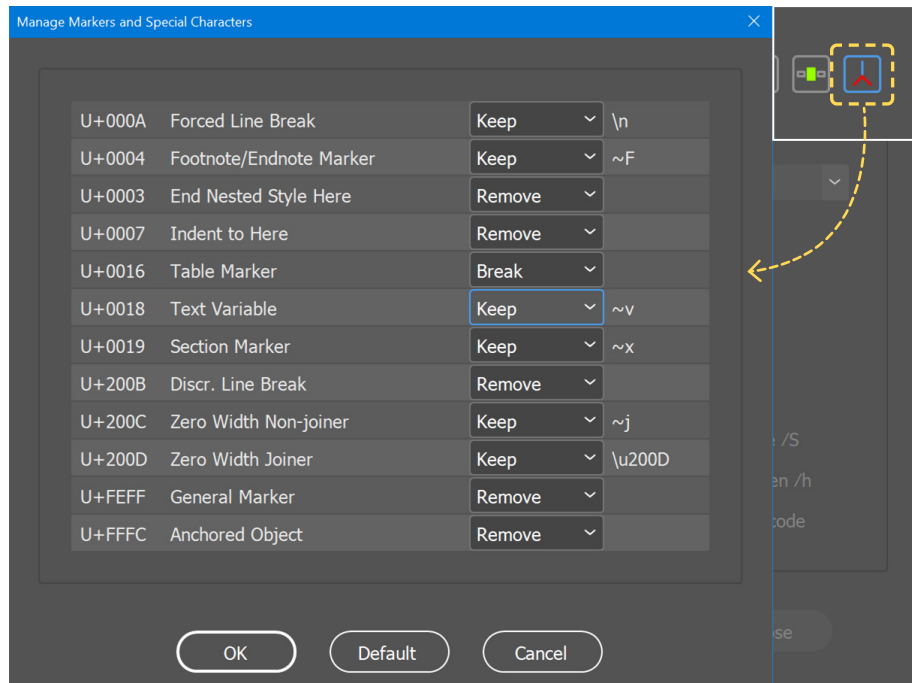 Manage Markers and Special Characters
U+000A Forced Line Break Keep \n
U+0004 Footnote/Endnote Marker Keep ~F
U+0003 End Nested Style Here Remove
U+0007 Indent to Here Remove
U+0016 Table Marker Break
U+0018 Text Variable Keep ~v
U+0019 Section Marker Keep ~x
U+200B Discr. Line Break Remove
U+200C Zero Width Non-joiner Keep ~j
U+200D Zero Width Joiner Keep \u200D
U+FEFF General Marker Remove
U+FFFC Anchored Object Remove
/S
en /h
code
OK Default Cancel